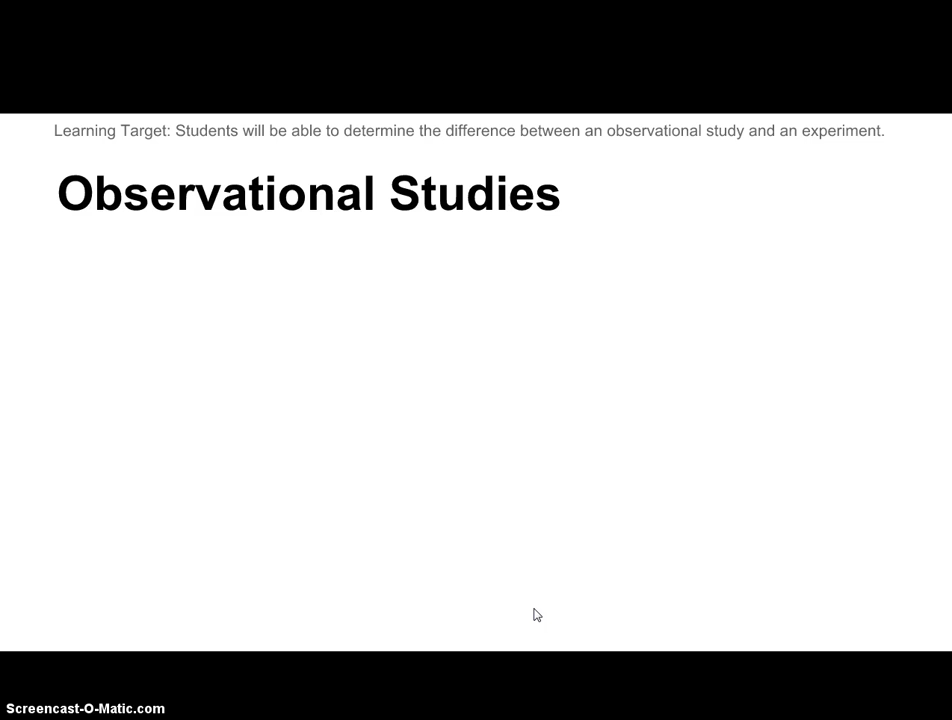 Learning Target: Students will be able to determine the difference between an observational study and an experiment.
Observational Studies
Screencast-O-Matic.com